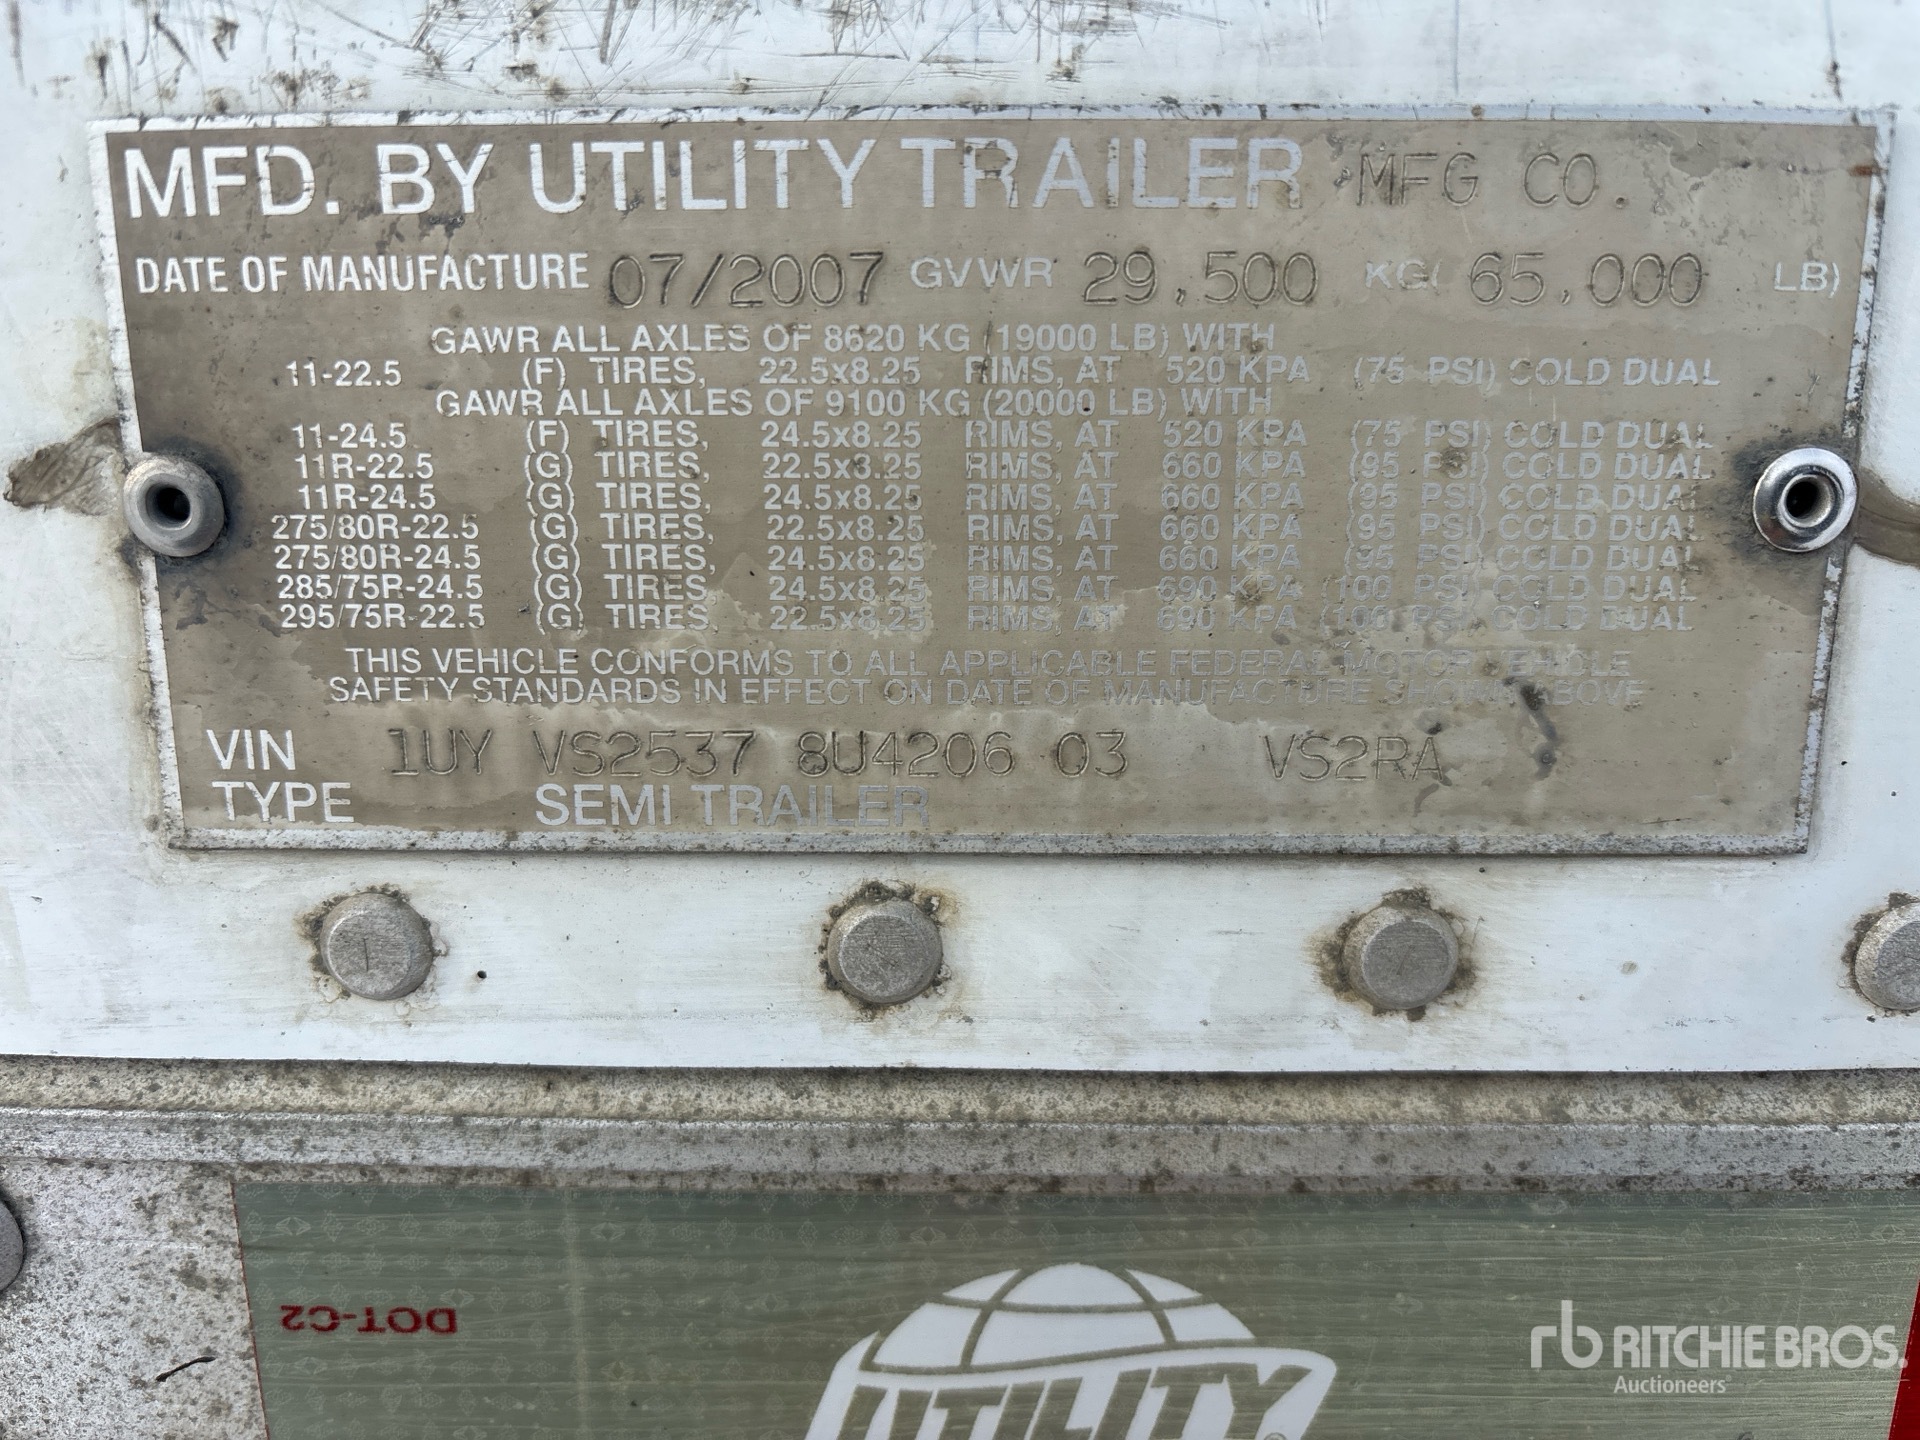 MFD. BY UTILITY TRAILER MFG CO.
DATE OF MANUFACTURE 07/2007 GVWR 29,500 KG( 65,000 LB)
GAWR ALL AXLES OF 8620 KG (19000 LB) WITH
11-22.5 (F) TIRES, 22.5x8.25 RIMS, AT 520 KPA (75 PSI) COLD DUAL
GAWR ALL AXLES OF 9100 KG (20000 LB) WITH
11-24.5 (F) TIRES, 24.5x8.25 RIMS, AT 520 KPA (75 PSI) COLD DUAL
11R-22.5 (G) TIRES, 22.5x8.25 RIMS, AT 660 KPA (95 PSI) COLD DUAL
11R-24.5 (G) TIRES, 24.5x8.25 RIMS, AT 660 KPA (95 PSI) COLD DUAL
275/80R-22.5 (G) TIRES, 22.5x8.25 RIMS, AT 660 KPA (95 PSI) COLD DUAL
275/80R-24.5 (G) TIRES, 24.5x8.25 RIMS, AT 660 KPA (95 PSI) COLD DUAL
285/75R-24.5 (G) TIRES, 24.5x8.25 RIMS, AT 690 KPA (100 PSI) COLD DUAL
295/75R-22.5 (G) TIRES, 22.5x8.25 RIMS, AT 690 KPA (100 PSI) COLD DUAL
THIS VEHICLE CONFORMS TO ALL APPLICABLE FEDERAL MOTOR VEHICLE
SAFETY STANDARDS IN EFFECT ON DATE OF MANUFACTURE SHOWN ABOVE
VIN 1UY VS2537 8U4206 03 VS2RA
TYPE SEMI TRAILER
DOT-C2
UTILITY
rb RITCHIE BROS.
Auctioneers